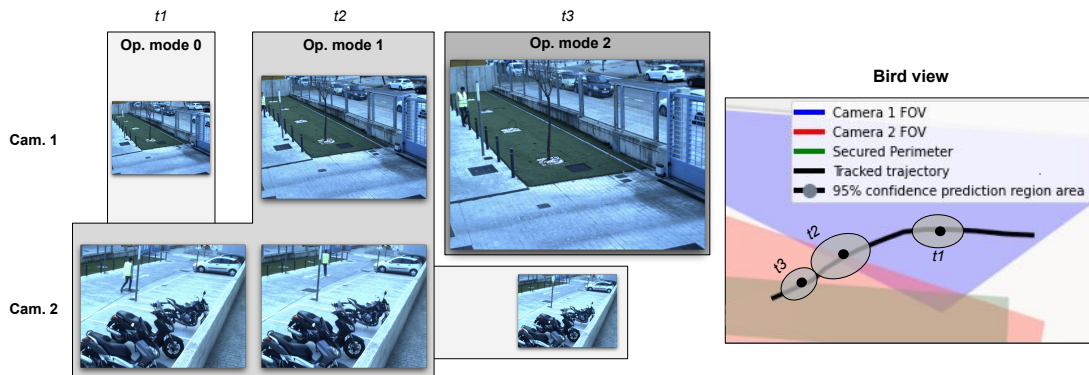 t1
t2
t3
Op. mode 0
Op. mode 1
Op. mode 2
Cam. 1
Cam. 2
Bird view
Camera 1 FOV
Camera 2 FOV
Secured Perimeter
Tracked trajectory
95% confidence prediction region area
t2
t3
t1